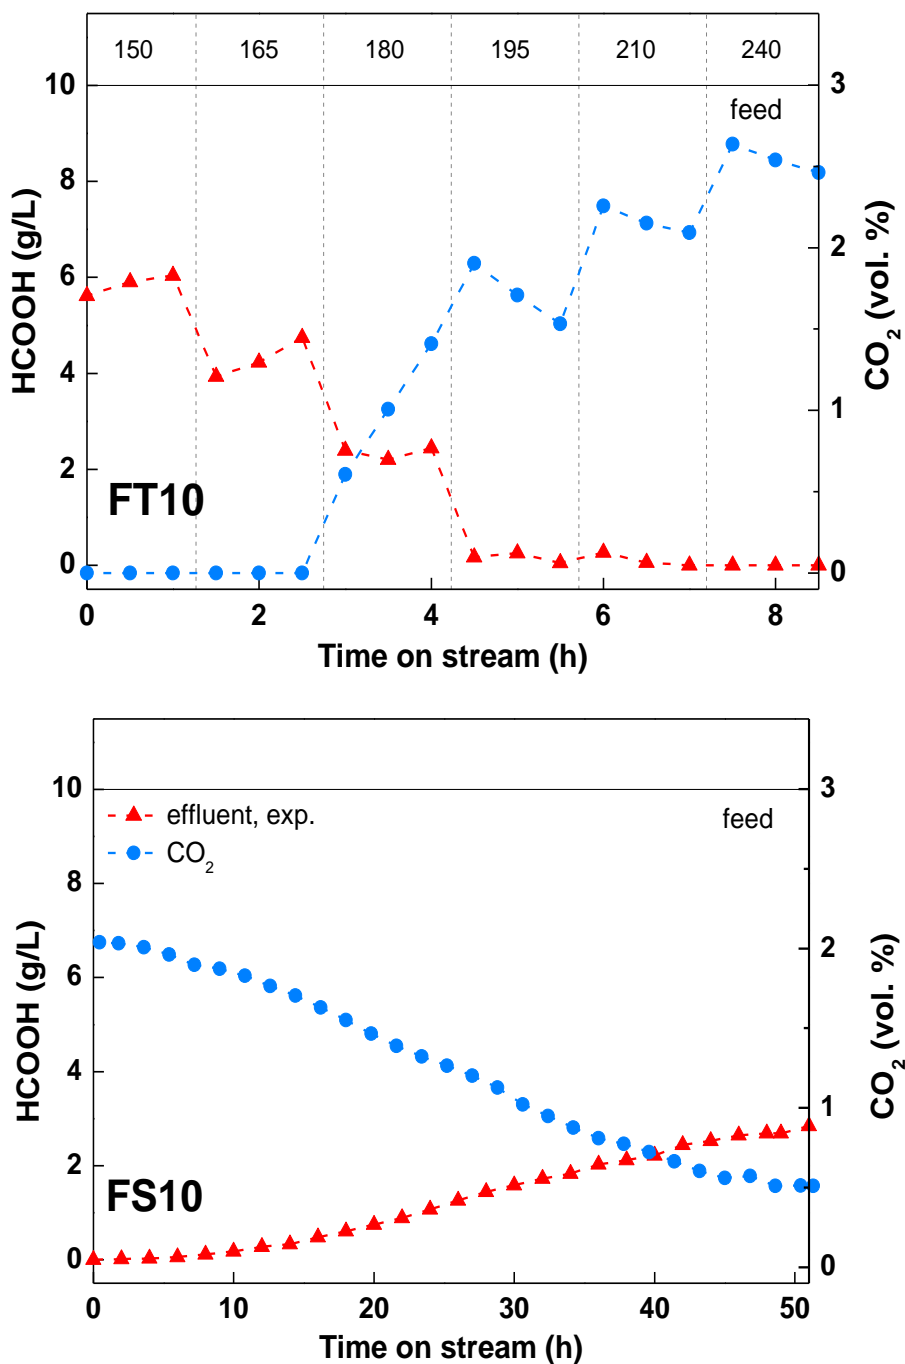 150 165 180 195 210 240
10 3
feed
8
2
6
4
1
2
FT10
0 0
0 2 4 6 8
HCOOH (g/L)
CO2 (vol. %)
Time on stream (h)
10 3
effluent, exp. feed
CO2
8
2
6
4
1
2
FS10
0 0
0 10 20 30 40 50
HCOOH (g/L)
CO2 (vol. %)
Time on stream (h)